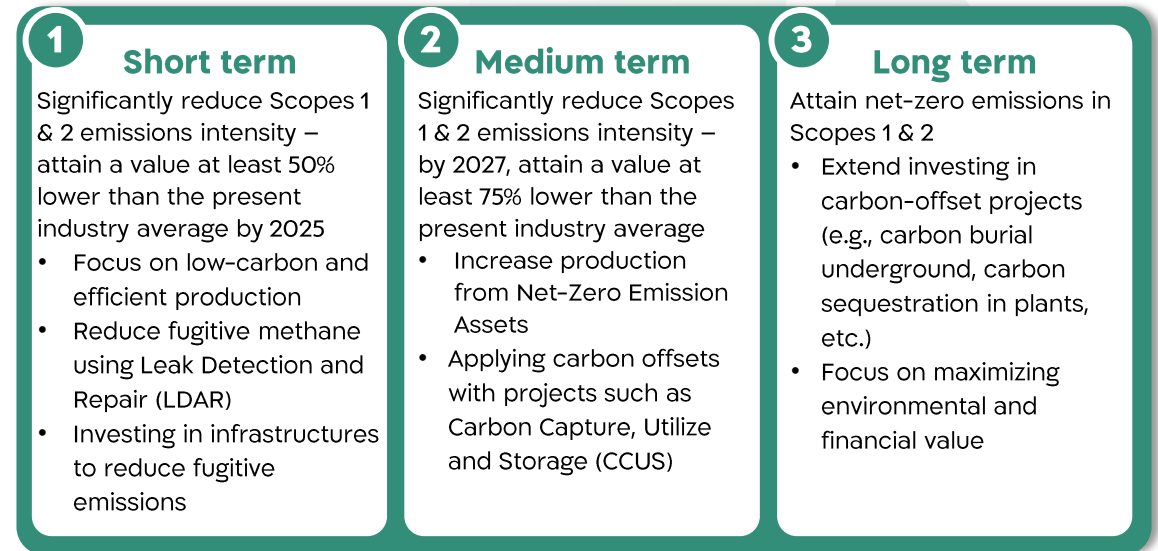 1
Short term
Significantly reduce Scopes 1
& 2 emissions intensity –
attain a value at least 50%
lower than the present
industry average by 2025
• Focus on low-carbon and
efficient production
• Reduce fugitive methane
using Leak Detection and
Repair (LDAR)
• Investing in infrastructures
to reduce fugitive
emissions
2
Medium term
Significantly reduce Scopes
1 & 2 emissions intensity –
by 2027, attain a value at
least 75% lower than the
present industry average
• Increase production
from Net-Zero Emission
Assets
• Applying carbon offsets
with projects such as
Carbon Capture, Utilize
and Storage (CCUS)
3
Long term
Attain net-zero emissions in
Scopes 1 & 2
• Extend investing in
carbon-offset projects
(e.g., carbon burial
underground, carbon
sequestration in plants,
etc.)
• Focus on maximizing
environmental and
financial value